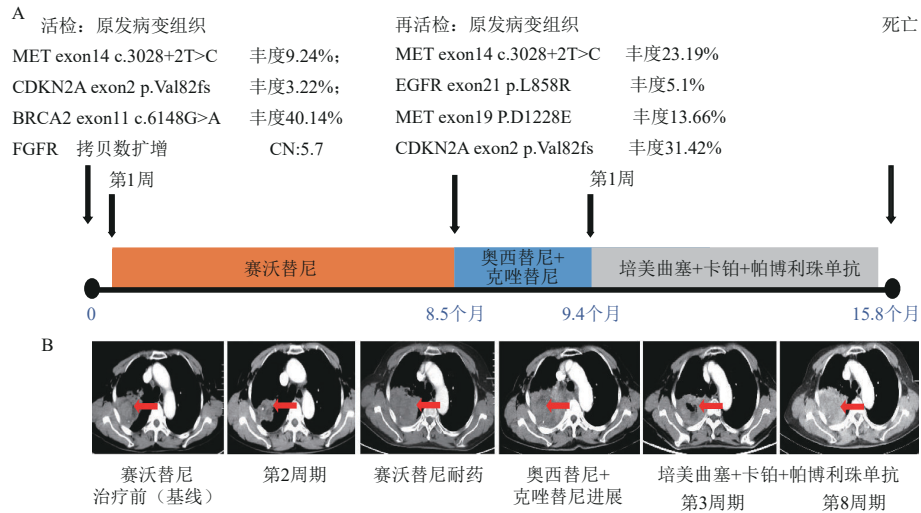 A
活检：原发病变组织
MET exon14 c.3028+2T>C 丰度9.24%；
CDKN2A exon2 p.Val82fs 丰度3.22%；
BRCA2 exon11 c.6148G>A 丰度40.14%
FGFR 拷贝数扩增 CN:5.7
再活检：原发病变组织
MET exon14 c.3028+2T>C 丰度23.19%
EGFR exon21 p.L858R 丰度5.1%
MET exon19 P.D1228E 丰度13.66%
CDKN2A exon2 p.Val82fs 丰度31.42%
死亡
第1周
第1周
赛沃替尼
奥西替尼+
克唑替尼
培美曲塞+卡铂+帕博利珠单抗
0
8.5个月
9.4个月
15.8个月
B
赛沃替尼
治疗前（基线）
第2周期
赛沃替尼耐药
奥西替尼+
克唑替尼进展
培美曲塞+卡铂+帕博利珠单抗
第3周期
第8周期